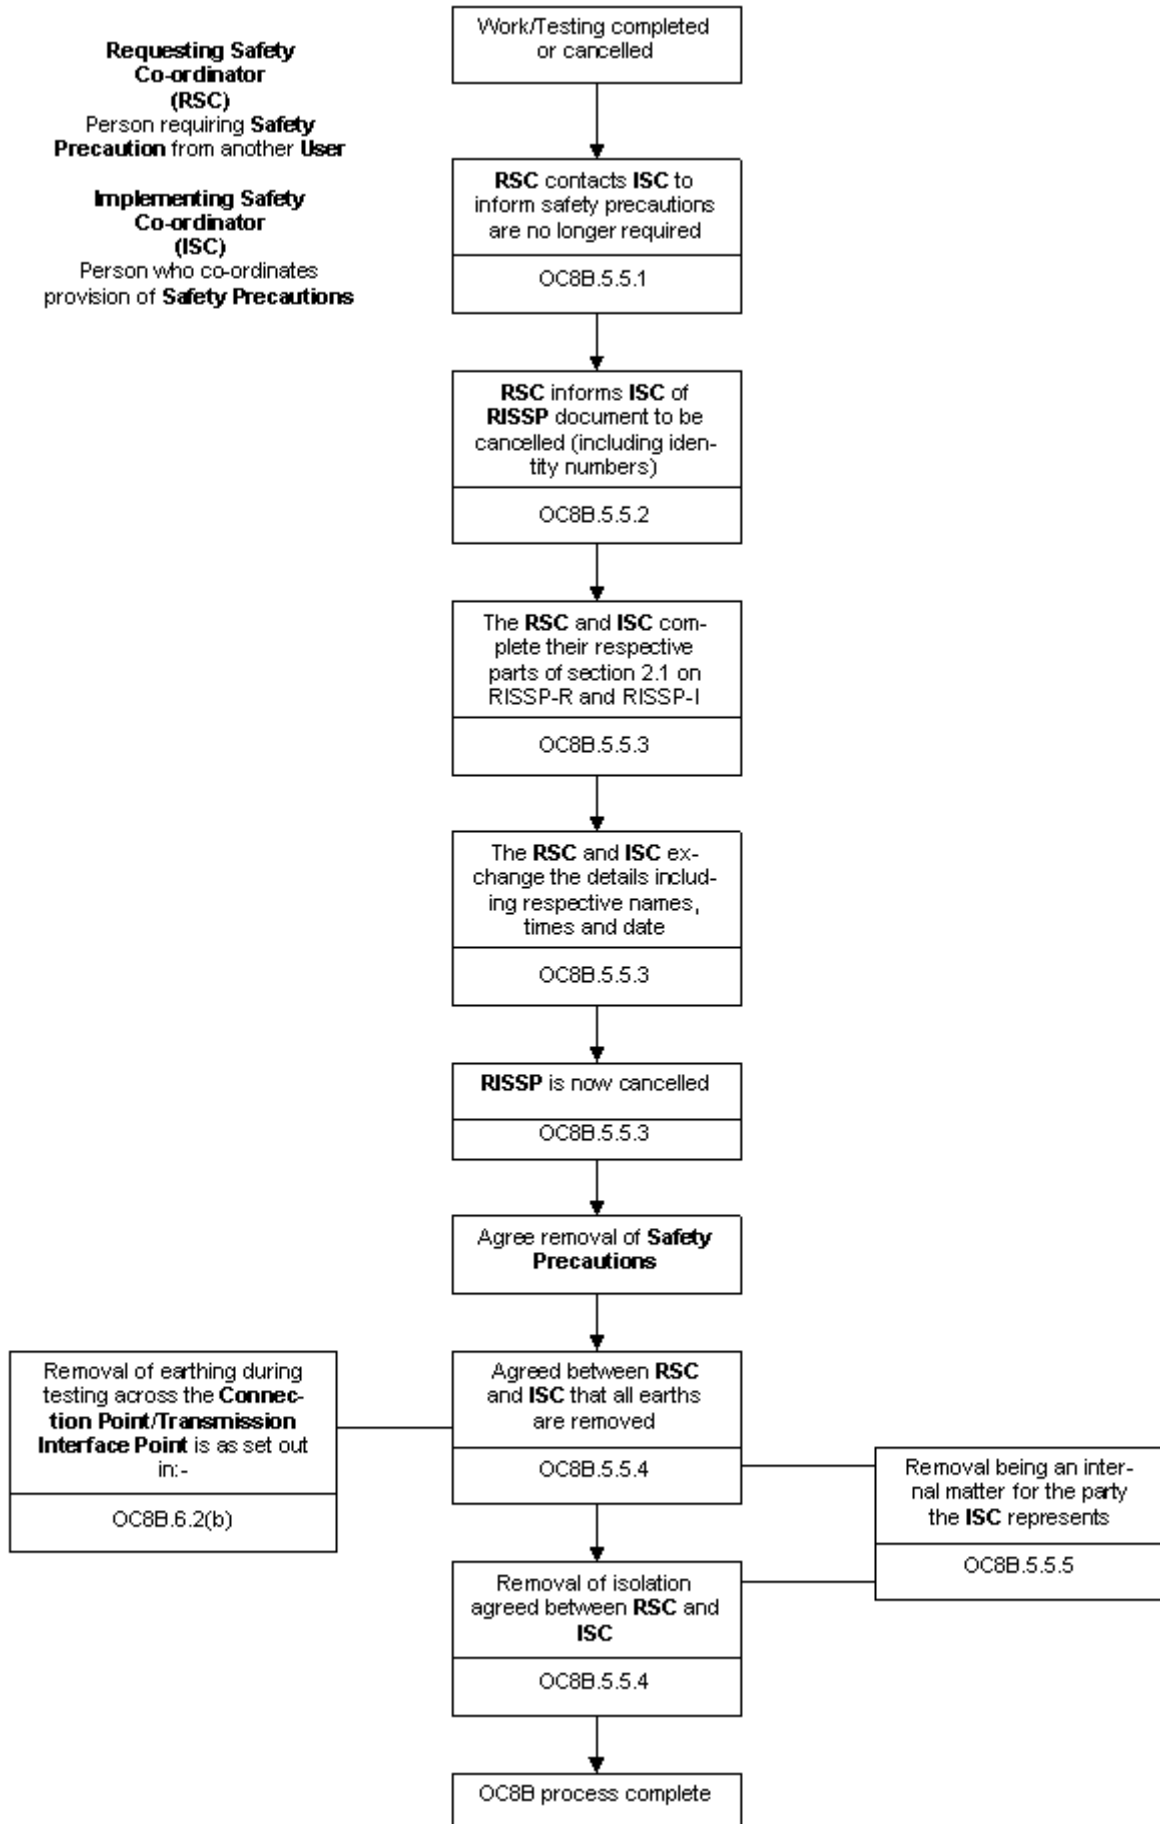 Requesting Safety
Co-ordinator
(RSC)
Person requiring Safety
Precaution from another User
Implementing Safety
Co-ordinator
(ISC)
Person who co-ordinates
provision of Safety Precautions
Work/Testing completed
or cancelled
RSC contacts ISC to
inform safety precautions
are no longer required
OC8B.5.5.1
RSC informs ISC of
RISSP document to be
cancelled (including iden-
tity numbers)
OC8B.5.5.2
The RSC and ISC com-
plete their respective
parts of section 2.1 on
RISSP-R and RISSP-I
OC8B.5.5.3
The RSC and ISC ex-
change the details includ-
ing respective names,
times and date
OC8B.5.5.3
RISSP is now cancelled
OC8B.5.5.3
Agree removal of Safety
Precautions
Removal of earthing during
testing across the Connec-
tion Point/Transmission
Interface Point is as set out
in:-
OC8B.6.2(b)
Agreed between RSC
and ISC that all earths
are removed
OC8B.5.5.4
Removal being an inter-
nal matter for the party
the ISC represents
OC8B.5.5.5
Removal of isolation
agreed between RSC and
ISC
OC8B.5.5.4
OC8B process complete